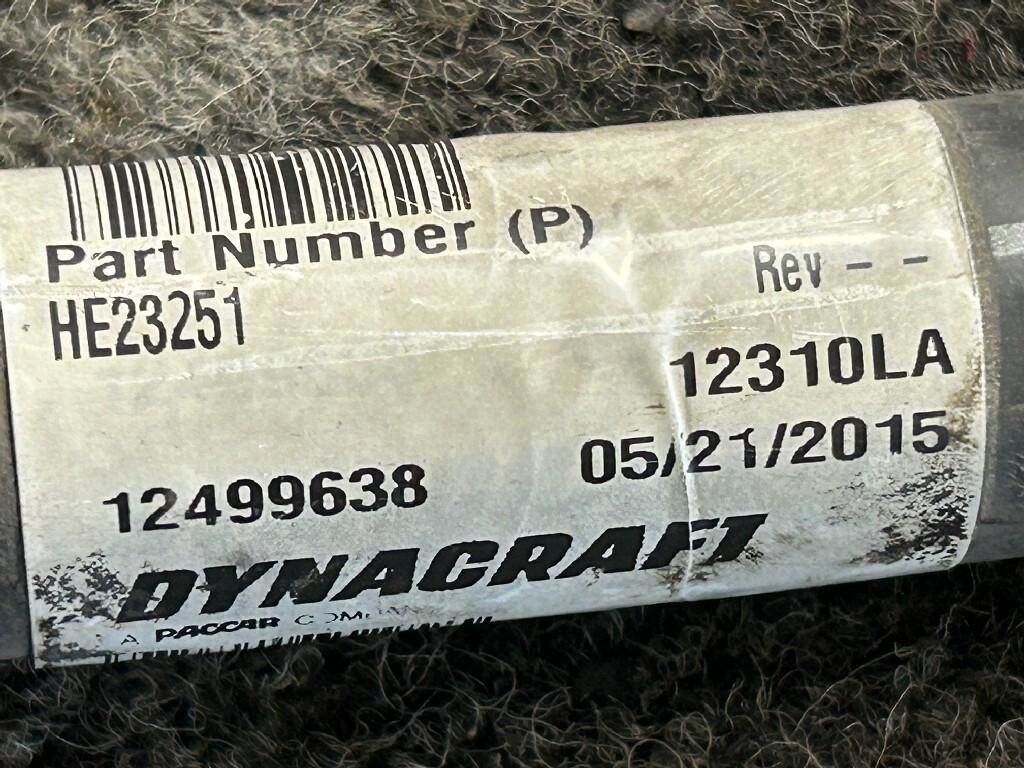 Part Number (P)
HE23251
Rev - -
12310LA
12499638
05/21/2015
DYNACRAFT
A PACCAR